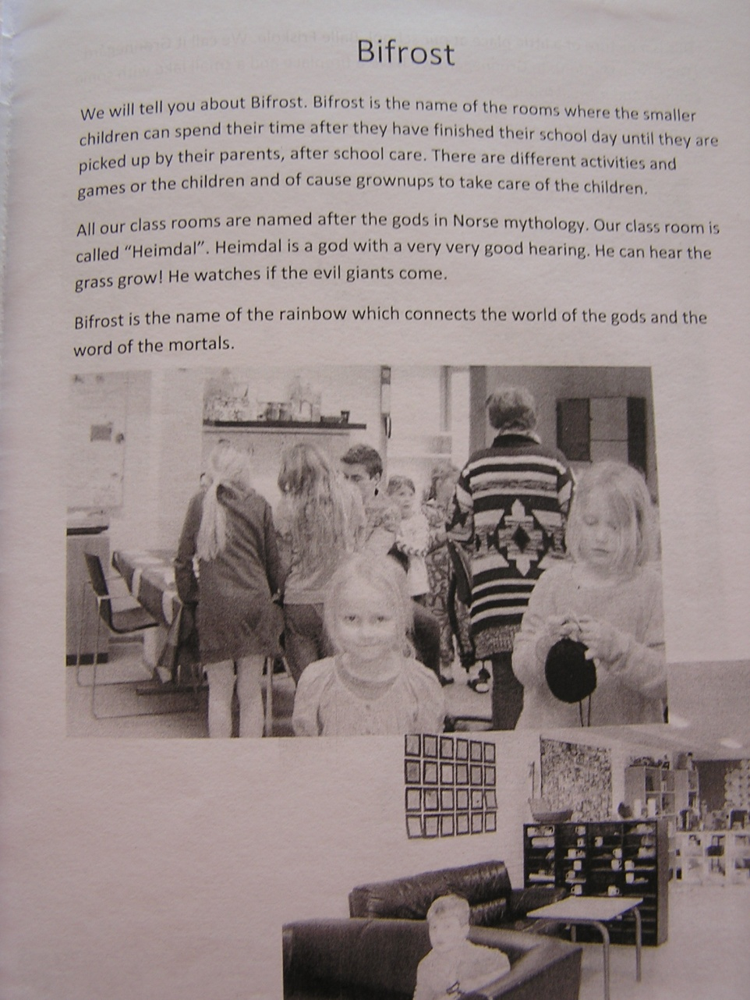 Bifrost
We will tell you about Bifrost. Bifrost is the name of the rooms where the smaller
children can spend their time after they have finished their school day until they are
picked up by their parents, after school care. There are different activities and
games or the children and of cause grownups to take care of the children.
All our class rooms are named after the gods in Norse mythology. Our class room is
called “Heimdal”. Heimdal is a god with a very very good hearing. He can hear the
grass grow! He watches if the evil giants come.
Bifrost is the name of the rainbow which connects the world of the gods and the
word of the mortals.